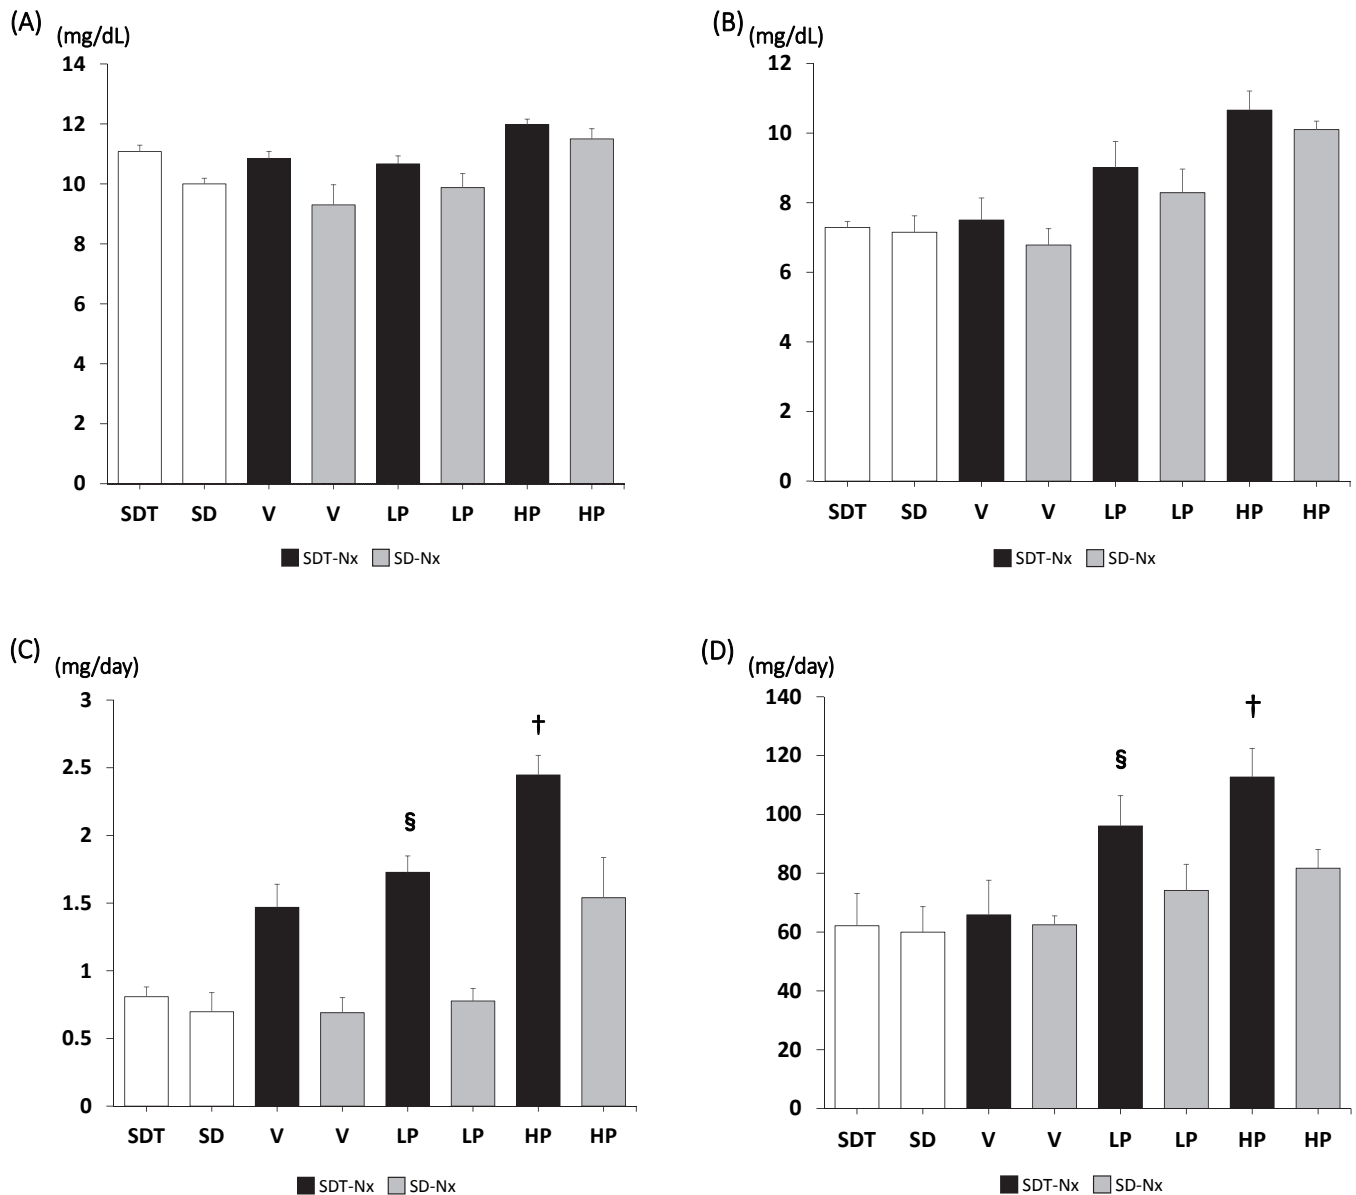 (A)
(mg/dL)
14
12
10
8
6
4
2
0
SDT SD V V LP LP HP HP
SDT-Nx SD-Nx
(B)
(mg/dL)
12
10
8
6
4
2
0
SDT SD V V LP LP HP HP
SDT-Nx SD-Nx
(C)
(mg/day)
3
2.5
2
1.5
1
0.5
0
§
†
SDT SD V V LP LP HP HP
SDT-Nx SD-Nx
(D)
(mg/day)
140
120
100
80
60
40
20
0
§
†
SDT SD V V LP LP HP HP
SDT-Nx SD-Nx